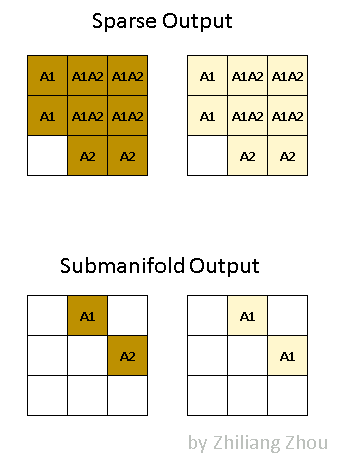 Sparse Output
A1 A1A2 A1A2 A1 A1A2 A1A2
A1 A1A2 A1A2 A1 A1A2 A1A2
A2 A2 A2 A2
Submanifold Output
A1 A1
A2 A1
by Zhiliang Zhou